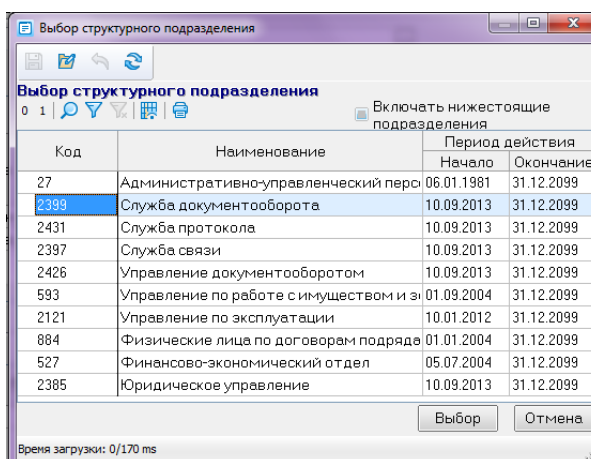 Выбор структурного подразделения
Выбор структурного подразделения
0 1
Включать нижестоящие
подразделения
Код Наименование Период действия
Начало Окончание
27 Административно-управленческий персо 06.01.1981 31.12.2099
2399 Служба документооборота 10.09.2013 31.12.2099
2431 Служба протокола 10.09.2013 31.12.2099
2397 Служба связи 10.09.2013 31.12.2099
2426 Управление документооборотом 10.09.2013 31.12.2099
593 Управление по работе с имуществом и 01.09.2004 31.12.2099
2121 Управление по эксплуатации 10.01.2012 31.12.2099
884 Физические лица по договорам подряда 01.01.2004 31.12.2099
527 Финансово-экономический отдел 05.07.2004 31.12.2099
2385 Юридическое управление 10.09.2013 31.12.2099
Выбор Отмена
Время загрузки: 0/170 ms